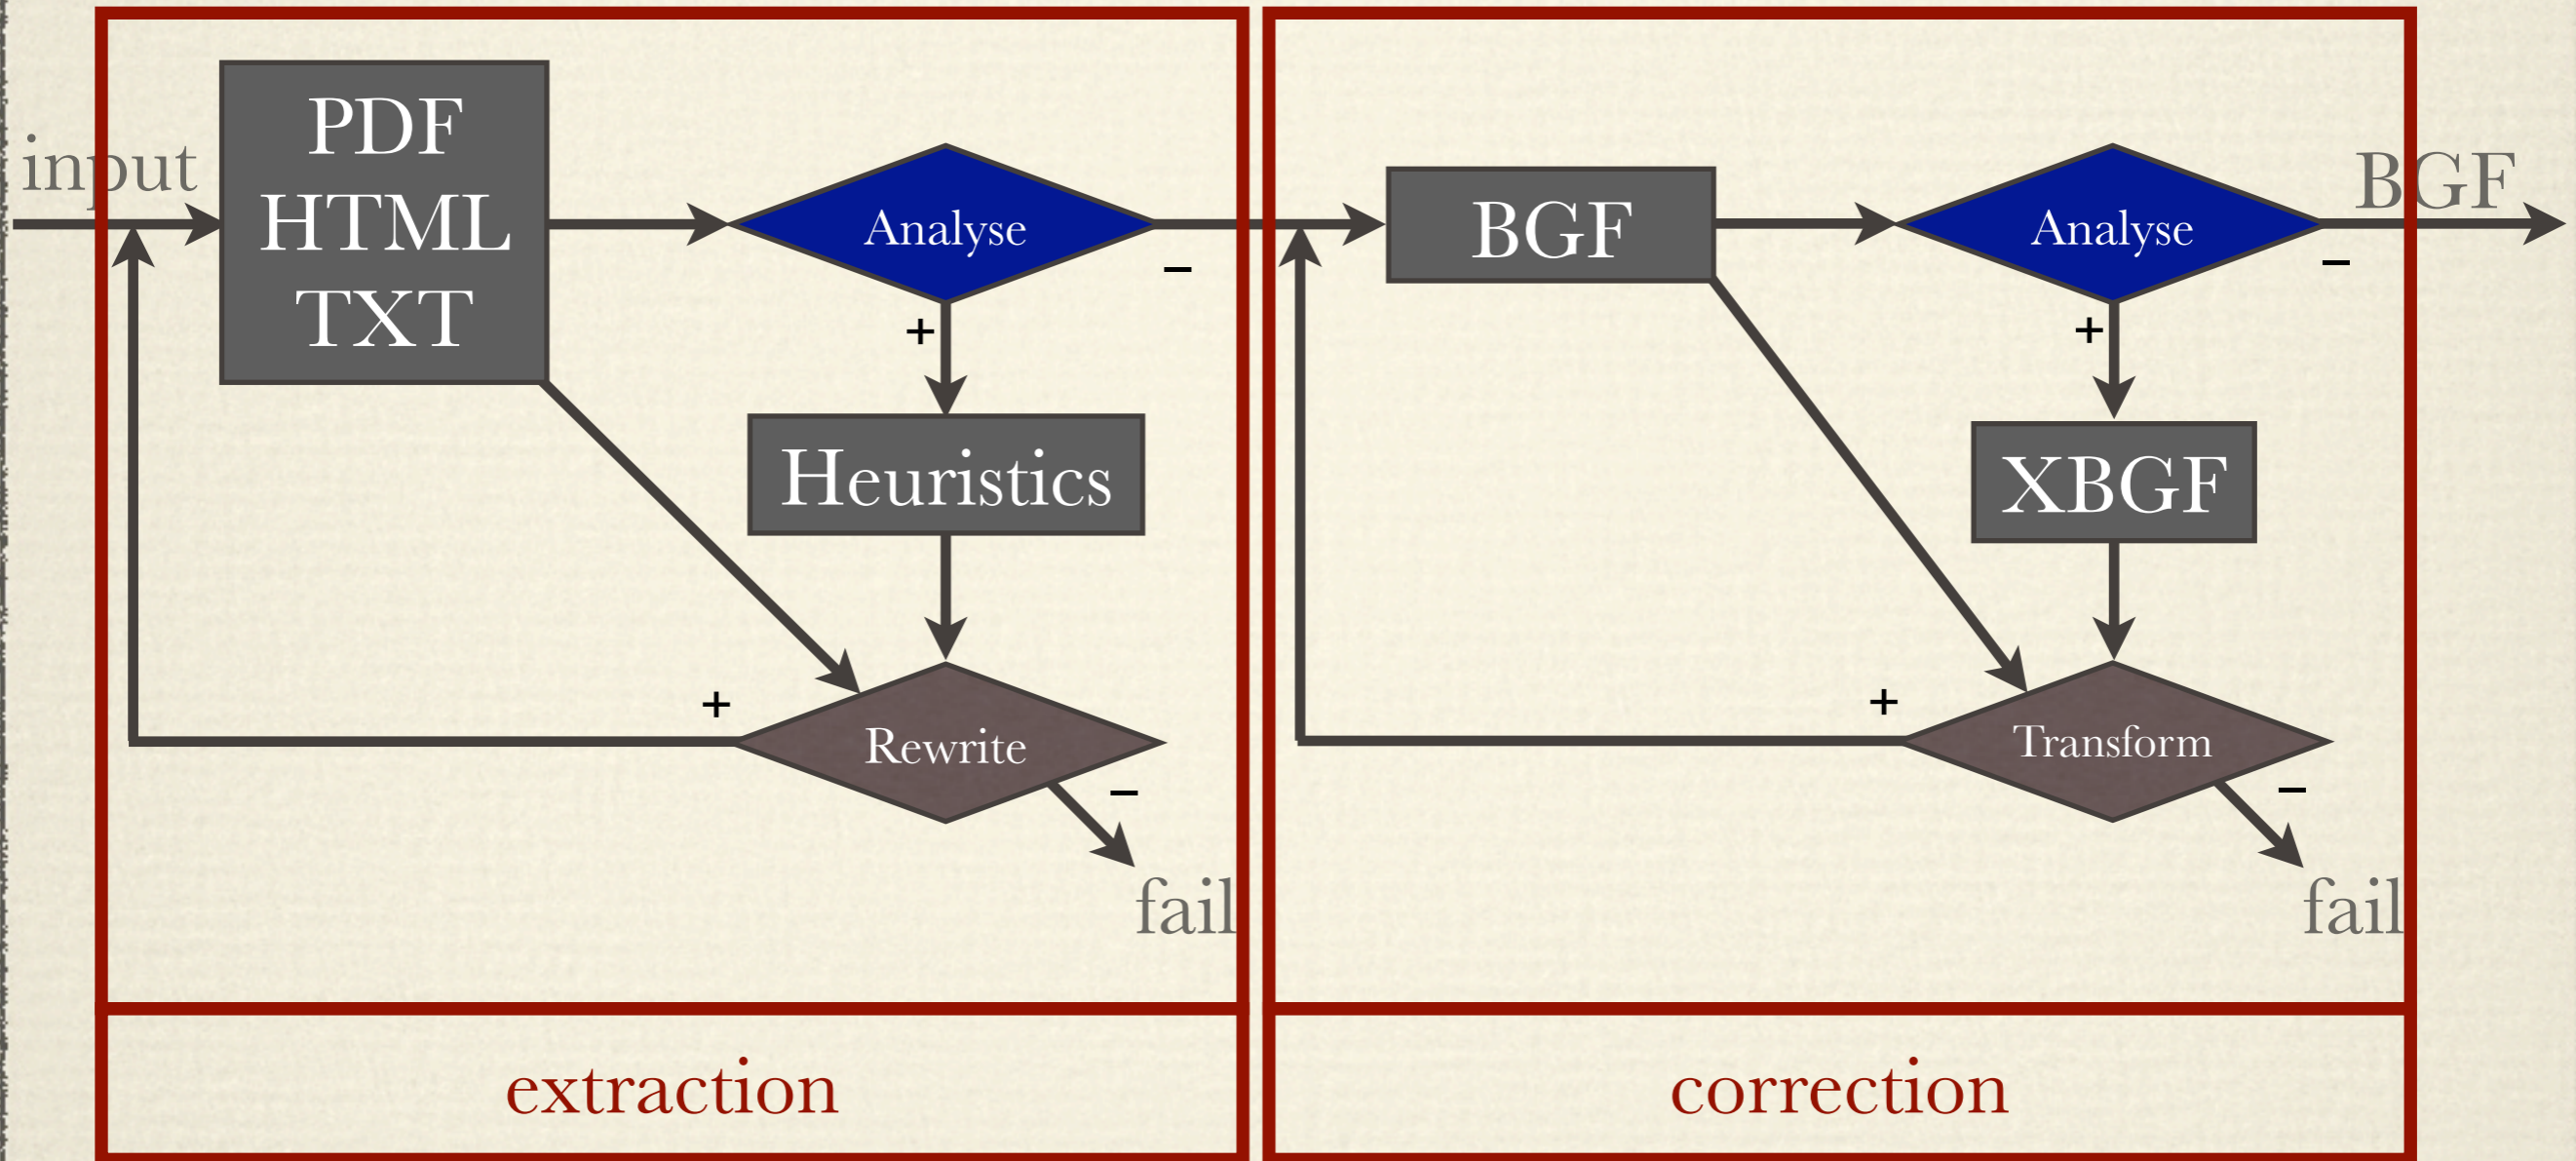 input
PDF
HTML
TXT
Analyse
–
+
Heuristics
+
Rewrite
–
fail
extraction
BGF
Analyse
BGF
–
+
XBGF
+
Transform
–
fail
correction